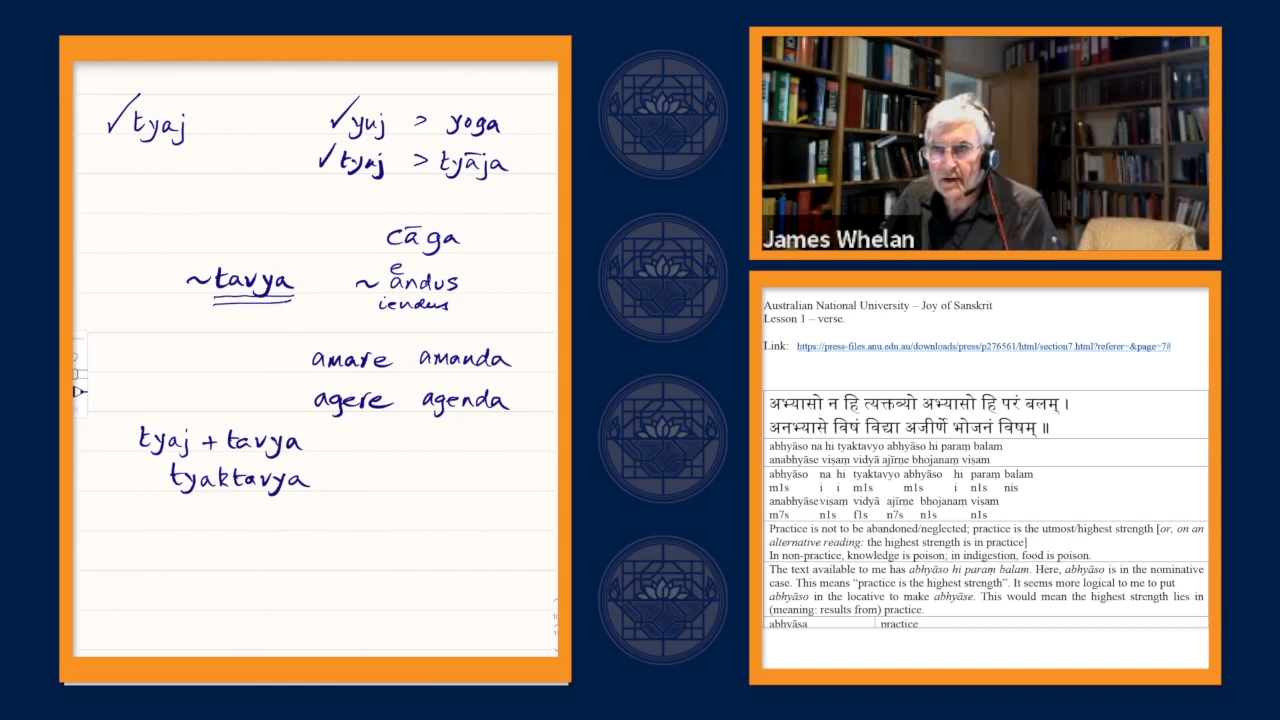 √tyaj
√yuj > yoga
√tyaj > tyāja
cāga
~tavya ~ andus
e
iendus
amare amanda
agere agenda
tyaj + tavya
tyaktavya
James Whelan
Australian National University – Joy of Sanskrit
Lesson 1 – verse.
Link: https://press-files.anu.edu.au/downloads/press/p276561/html/section7.html?referer=&page=7#
अभ्यासो न हि त्यक्तव्यो अभ्यासो हि परं बलम् ।
अनभ्यासे विषं विद्या अजीर्णे भोजनं विषम् ॥
abhyāso na hi tyaktavyo abhyāso hi paraṃ balam
anabhyāse viṣaṃ vidyā ajīrṇe bhojanaṃ viṣam
abhyāso na hi tyaktavyo abhyāso hi paraṃ balam
m1s i i m1s m1s i n1s nis
anabhyāse viṣaṃ vidyā ajīrṇe bhojanaṃ viṣam
m7s n1s f1s n7s n1s n1s
Practice is not to be abandoned/neglected; practice is the utmost/highest strength [or, on an
alternative reading: the highest strength is in practice]
In non-practice, knowledge is poison; in indigestion, food is poison.
The text available to me has abhyāso hi paraṃ balam. Here, abhyāso is in the nominative
case. This means “practice is the highest strength”. It seems more logical to me to put
abhyāso in the locative to make abhyāse. This would mean the highest strength lies in
(meaning: results from) practice.
abhyāsa practice